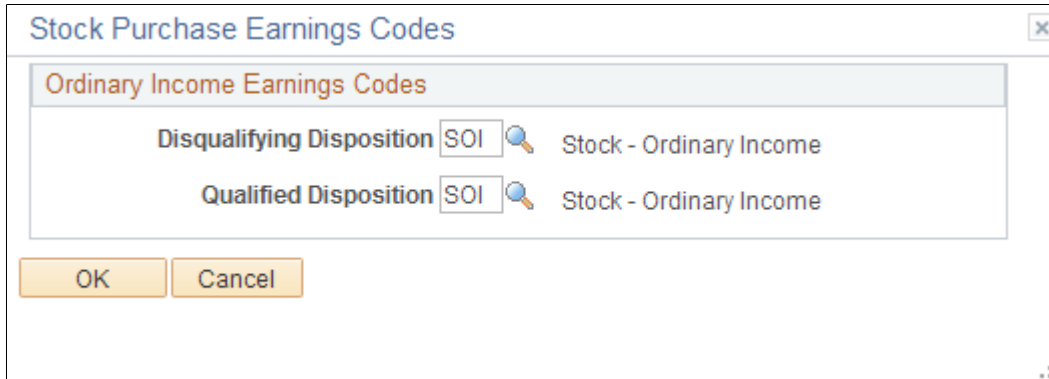 Stock Purchase Earnings Codes
Ordinary Income Earnings Codes
Disqualifying Disposition SOI Stock - Ordinary Income
Qualified Disposition SOI Stock - Ordinary Income
OK Cancel